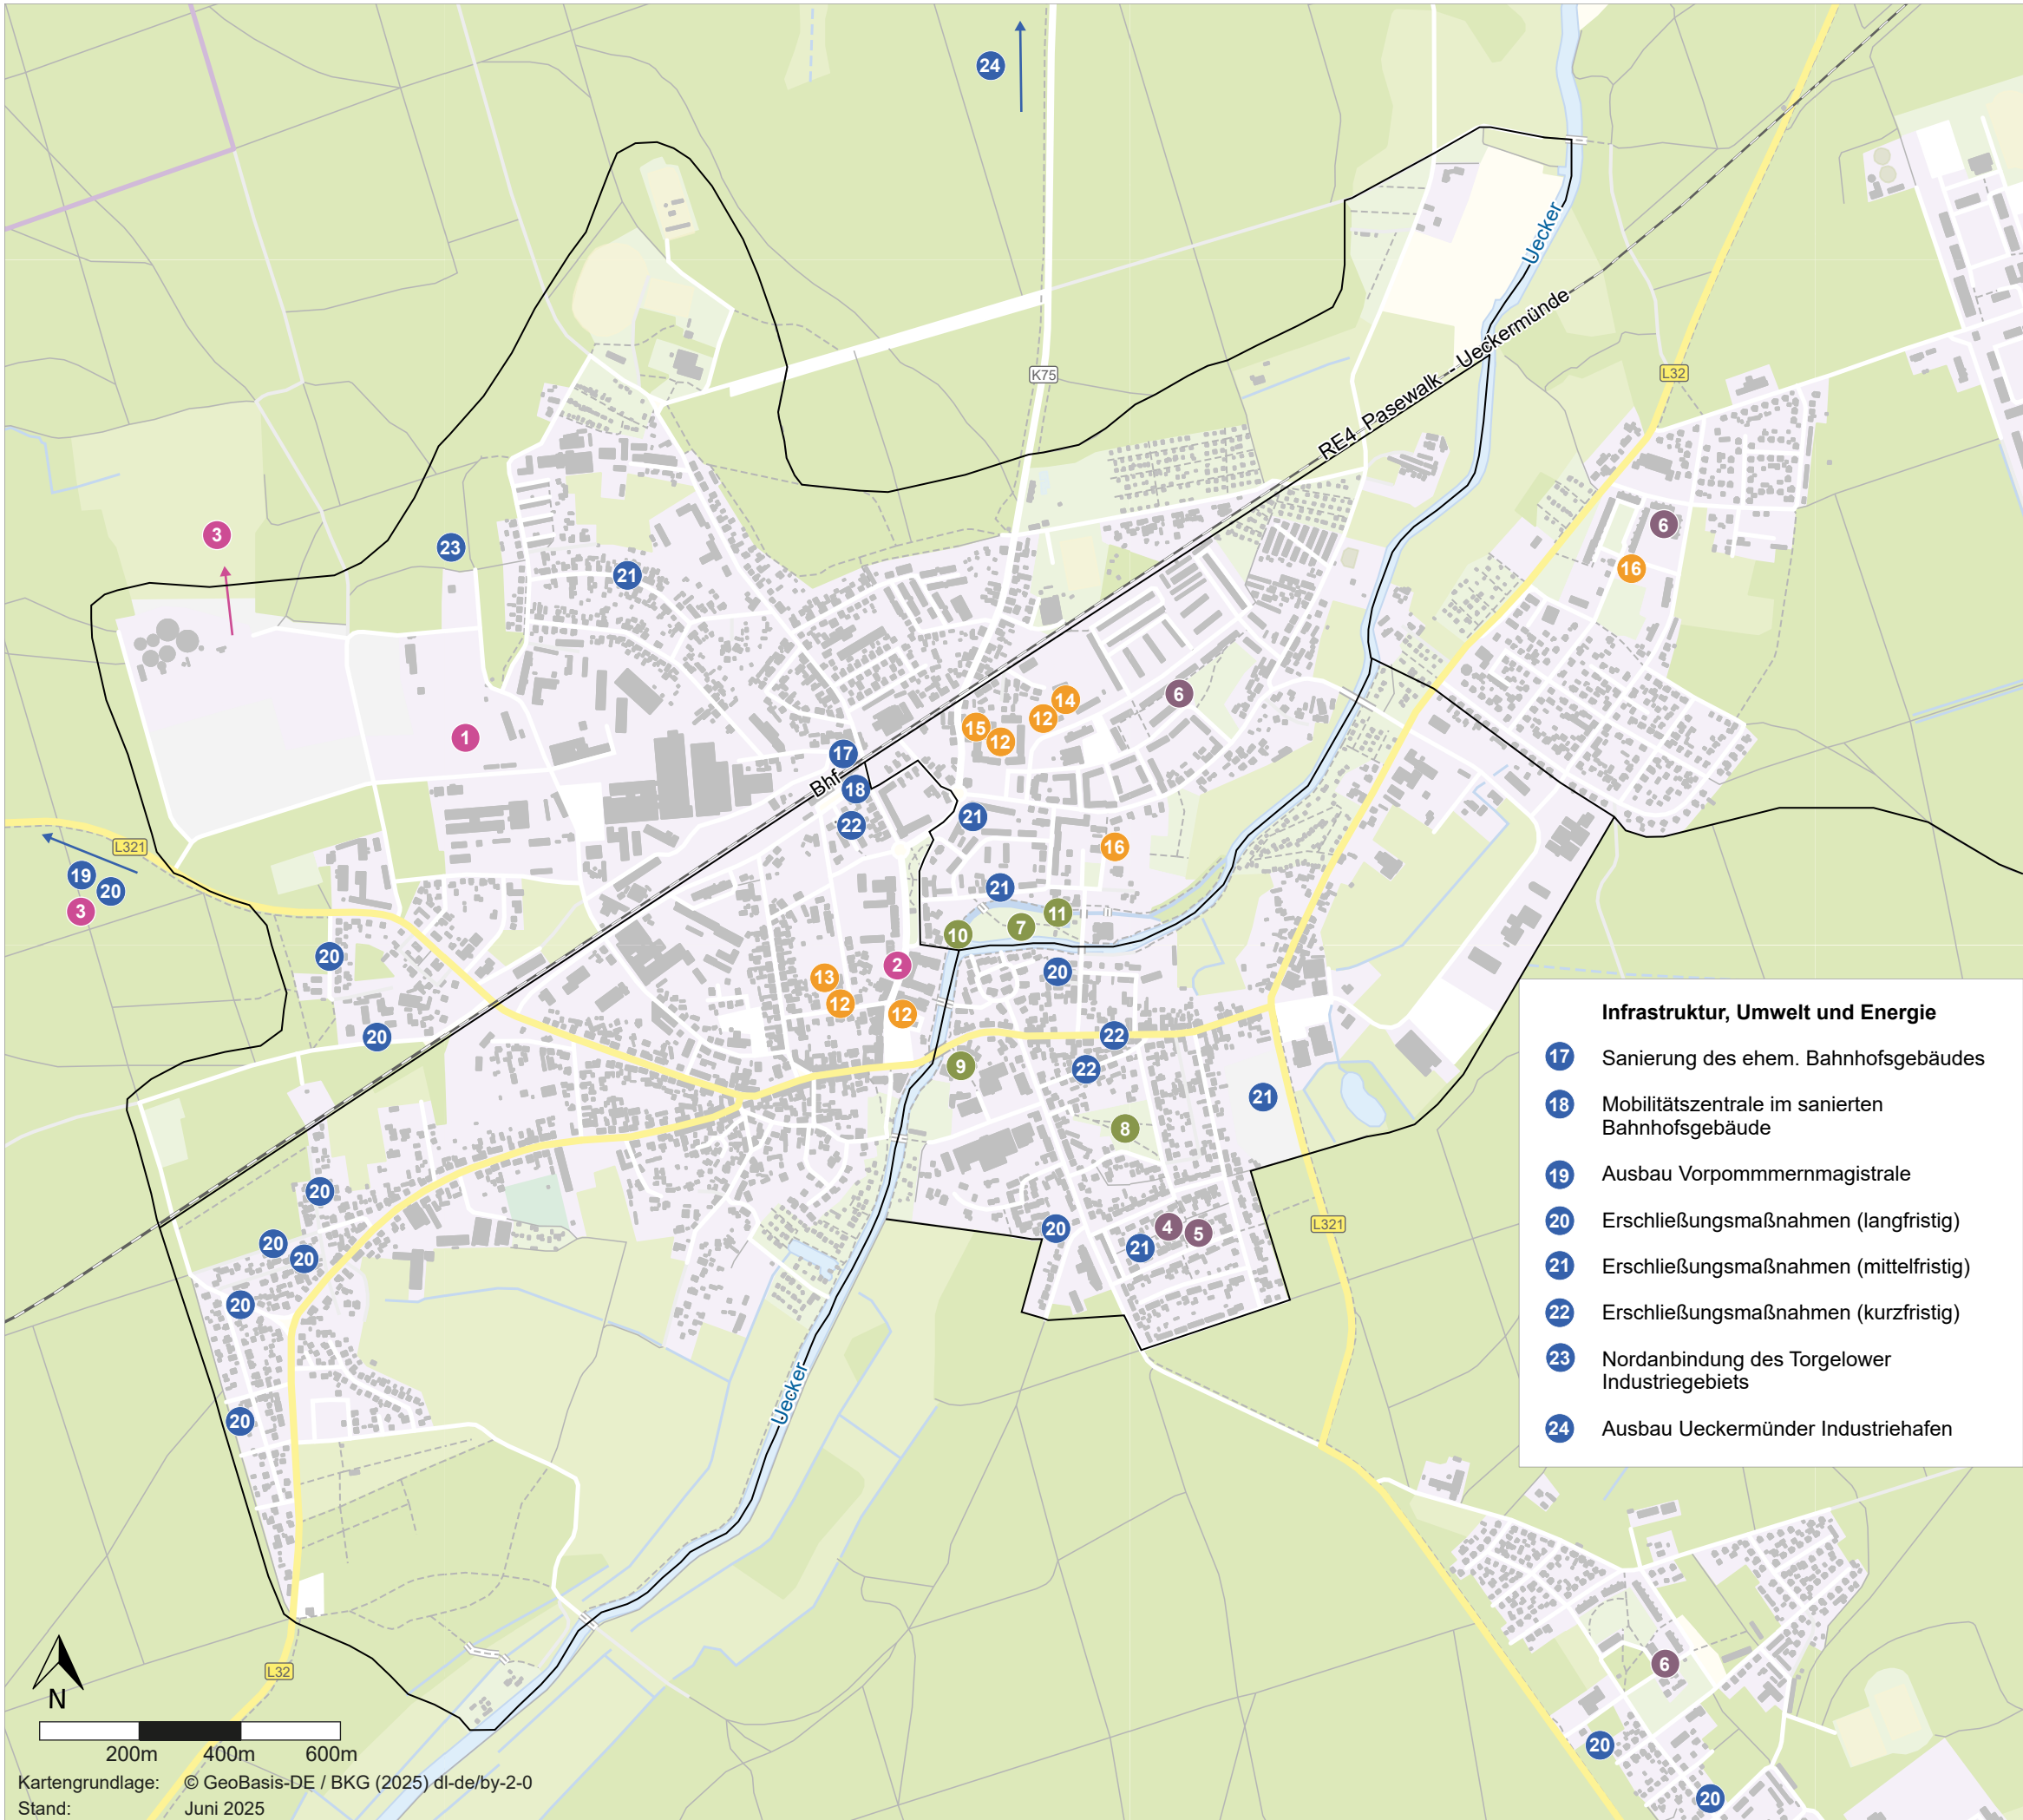 24
Uecker
K75
L32
RE4 Pasewalk - Ueckermünde
3
23
21
6
16
1
17
Bhf
18
22
15
12
12
14
6
21
16
L321
19
20
3
20
20
21
10
7
11
13
12
2
12
20
9
22
22
8
21
20
20
20
20
20
20
21
4
5
L321
Uecker
L32
6
20
20
Infrastruktur, Umwelt und Energie
17 Sanierung des ehem. Bahnhofsgebäudes
18 Mobilitätszentrale im sanierten
Bahnhofsgebäude
19 Ausbau Vorpommmernmagistrale
20 Erschließungsmaßnahmen (langfristig)
21 Erschließungsmaßnahmen (mittelfristig)
22 Erschließungsmaßnahmen (kurzfristig)
23 Nordanbindung des Torgelower
Industriegebiets
24 Ausbau Ueckermünder Industriehafen
N
200m 400m 600m
Kartengrundlage: © GeoBasis-DE / BKG (2025) dl-de/by-2-0
Stand: Juni 2025